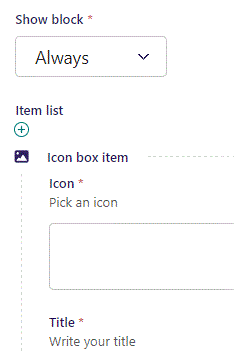 Show block *
Always
Item list
Icon box item
Icon *
Pick an icon
Title *
Write your title